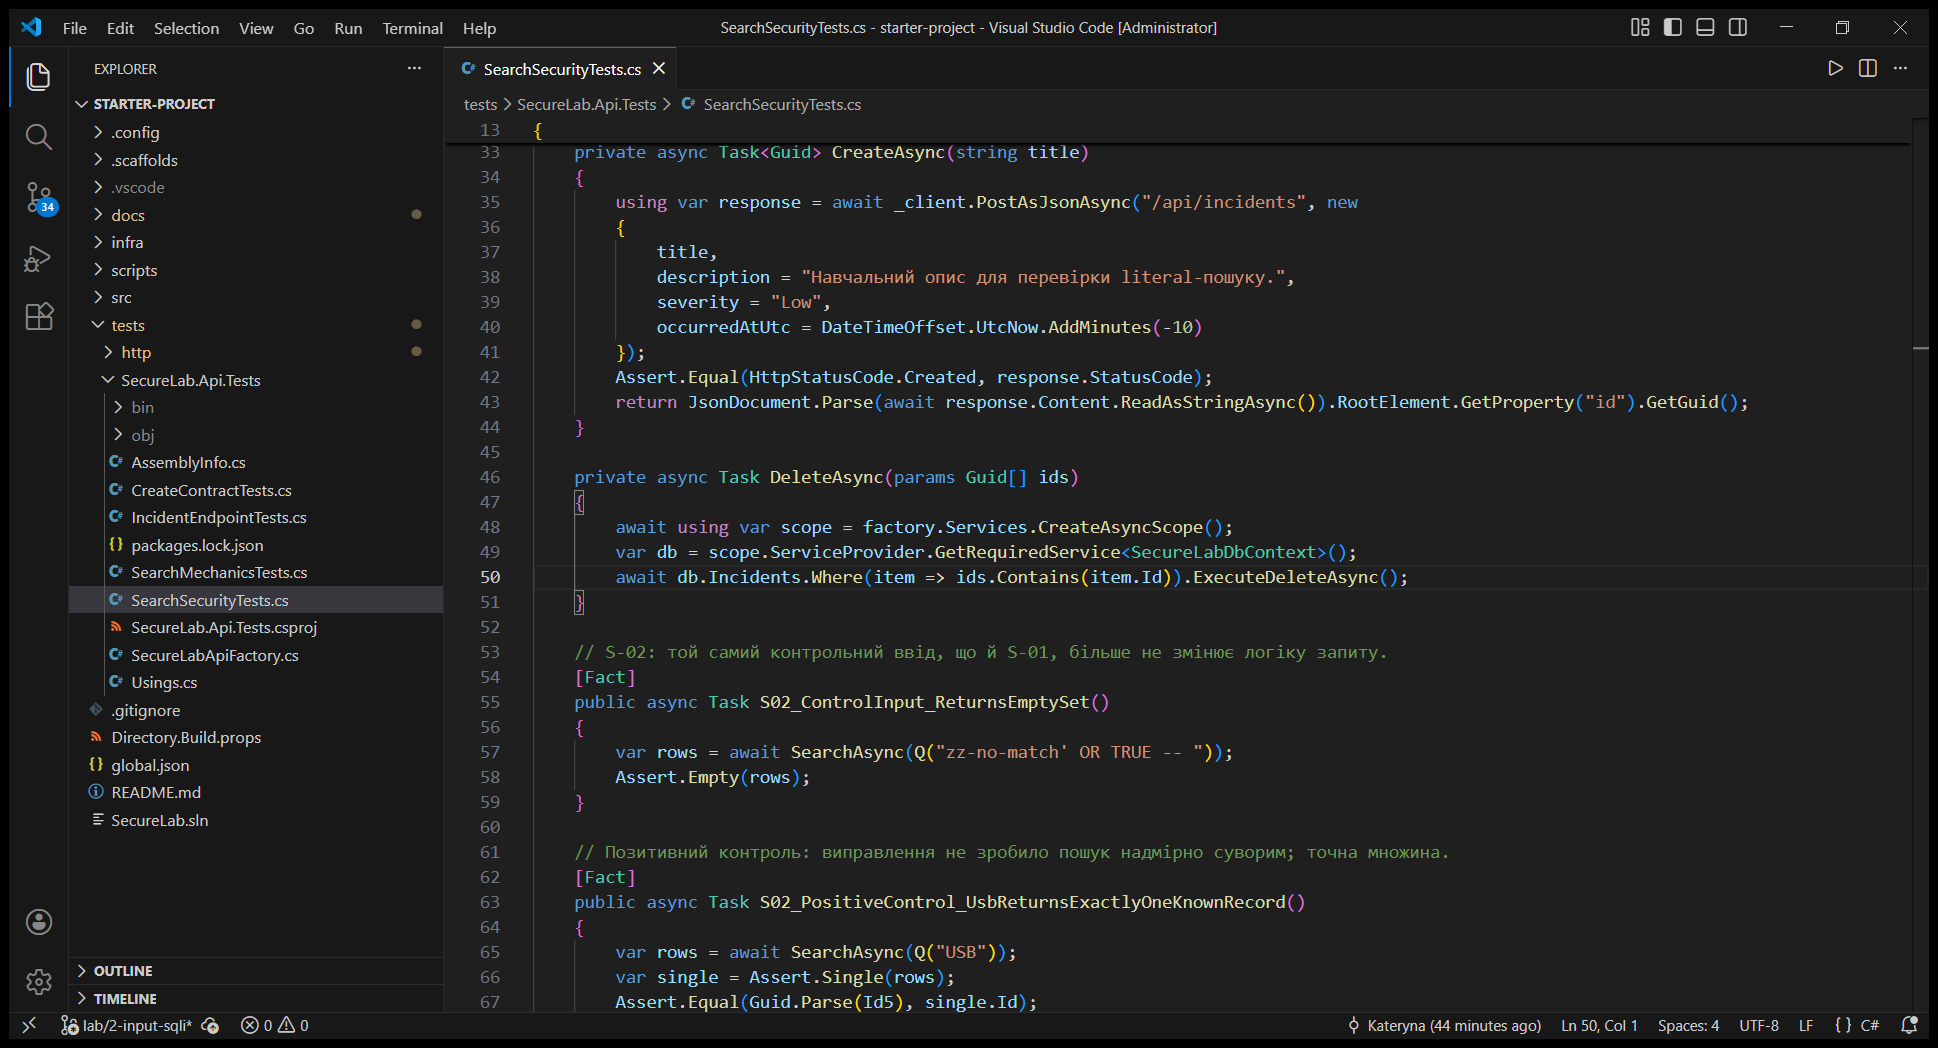 File Edit Selection View Go Run Terminal Help
SearchSecurityTests.cs - starter-project - Visual Studio Code [Administrator]
EXPLORER
STARTER-PROJECT
.config
.scaffolds
.vscode
docs
infra
scripts
src
tests
http
SecureLab.Api.Tests
bin
obj
AssemblyInfo.cs
CreateContractTests.cs
IncidentEndpointTests.cs
packages.lock.json
SearchMechanicsTests.cs
SearchSecurityTests.cs
SecureLab.Api.Tests.csproj
SecureLabApiFactory.cs
Usings.cs
.gitignore
Directory.Build.props
global.json
README.md
SecureLab.sln
OUTLINE
TIMELINE
34
SearchSecurityTests.cs
tests > SecureLab.Api.Tests > SearchSecurityTests.cs
13 {
33 private async Task<Guid> CreateAsync(string title)
34 {
35 using var response = await _client.PostAsJsonAsync("/api/incidents", new
36 {
37 title,
38 description = "Навчальний опис для перевірки literal-пошуку.",
39 severity = "Low",
40 occurredAtUtc = DateTimeOffset.UtcNow.AddMinutes(-10)
41 });
42 Assert.Equal(HttpStatusCode.Created, response.StatusCode);
43 return JsonDocument.Parse(await response.Content.ReadAsStringAsync()).RootElement.GetProperty("id").GetGuid();
44 }
45
46 private async Task DeleteAsync(params Guid[] ids)
47 {
48 await using var scope = factory.Services.CreateAsyncScope();
49 var db = scope.ServiceProvider.GetRequiredService<SecureLabDbContext>();
50 await db.Incidents.Where(item => ids.Contains(item.Id)).ExecuteDeleteAsync();
51 }
52
53 // S-02: той самий контрольний ввід, що й S-01, більше не змінює логіку запиту.
54 [Fact]
55 public async Task S02_ControlInput_ReturnsEmptySet()
56 {
57 var rows = await SearchAsync(Q("zz-no-match' OR TRUE -- "));
58 Assert.Empty(rows);
59 }
60
61 // Позитивний контроль: виправлення не зробило пошук надмірно суворим; точна множина.
62 [Fact]
63 public async Task S02_PositiveControl_UsbReturnsExactlyOneKnownRecord()
64 {
65 var rows = await SearchAsync(Q("USB"));
66 var single = Assert.Single(rows);
67 Assert.Equal(Guid.Parse(Id5), single.Id);
lab/2-input-sqli* 0 0
Kateryna (44 minutes ago) Ln 50, Col 1 Spaces: 4 UTF-8 LF { } C#